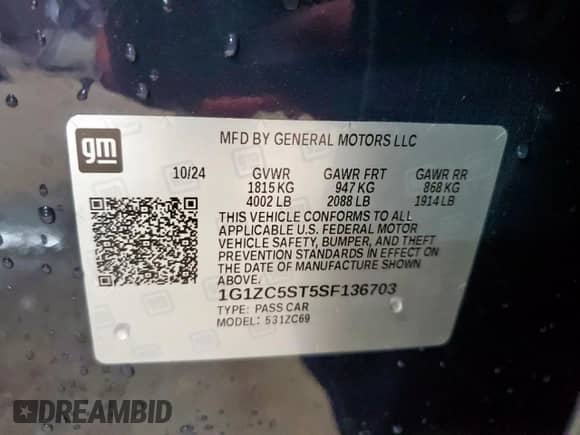 gm
MFD BY GENERAL MOTORS LLC
10/24 GVWR GAWR FRT GAWR RR
1815 KG 947 KG 868 KG
4002 LB 2088 LB 1914 LB
THIS VEHICLE CONFORMS TO ALL
APPLICABLE U.S. FEDERAL MOTOR
VEHICLE SAFETY, BUMPER, AND THEFT
PREVENTION STANDARDS IN EFFECT ON
THE DATE OF MANUFACTURE SHOWN
ABOVE.
1G1ZC5ST5SF136703
TYPE: PASS CAR
MODEL: 531ZC69
DREAMBID